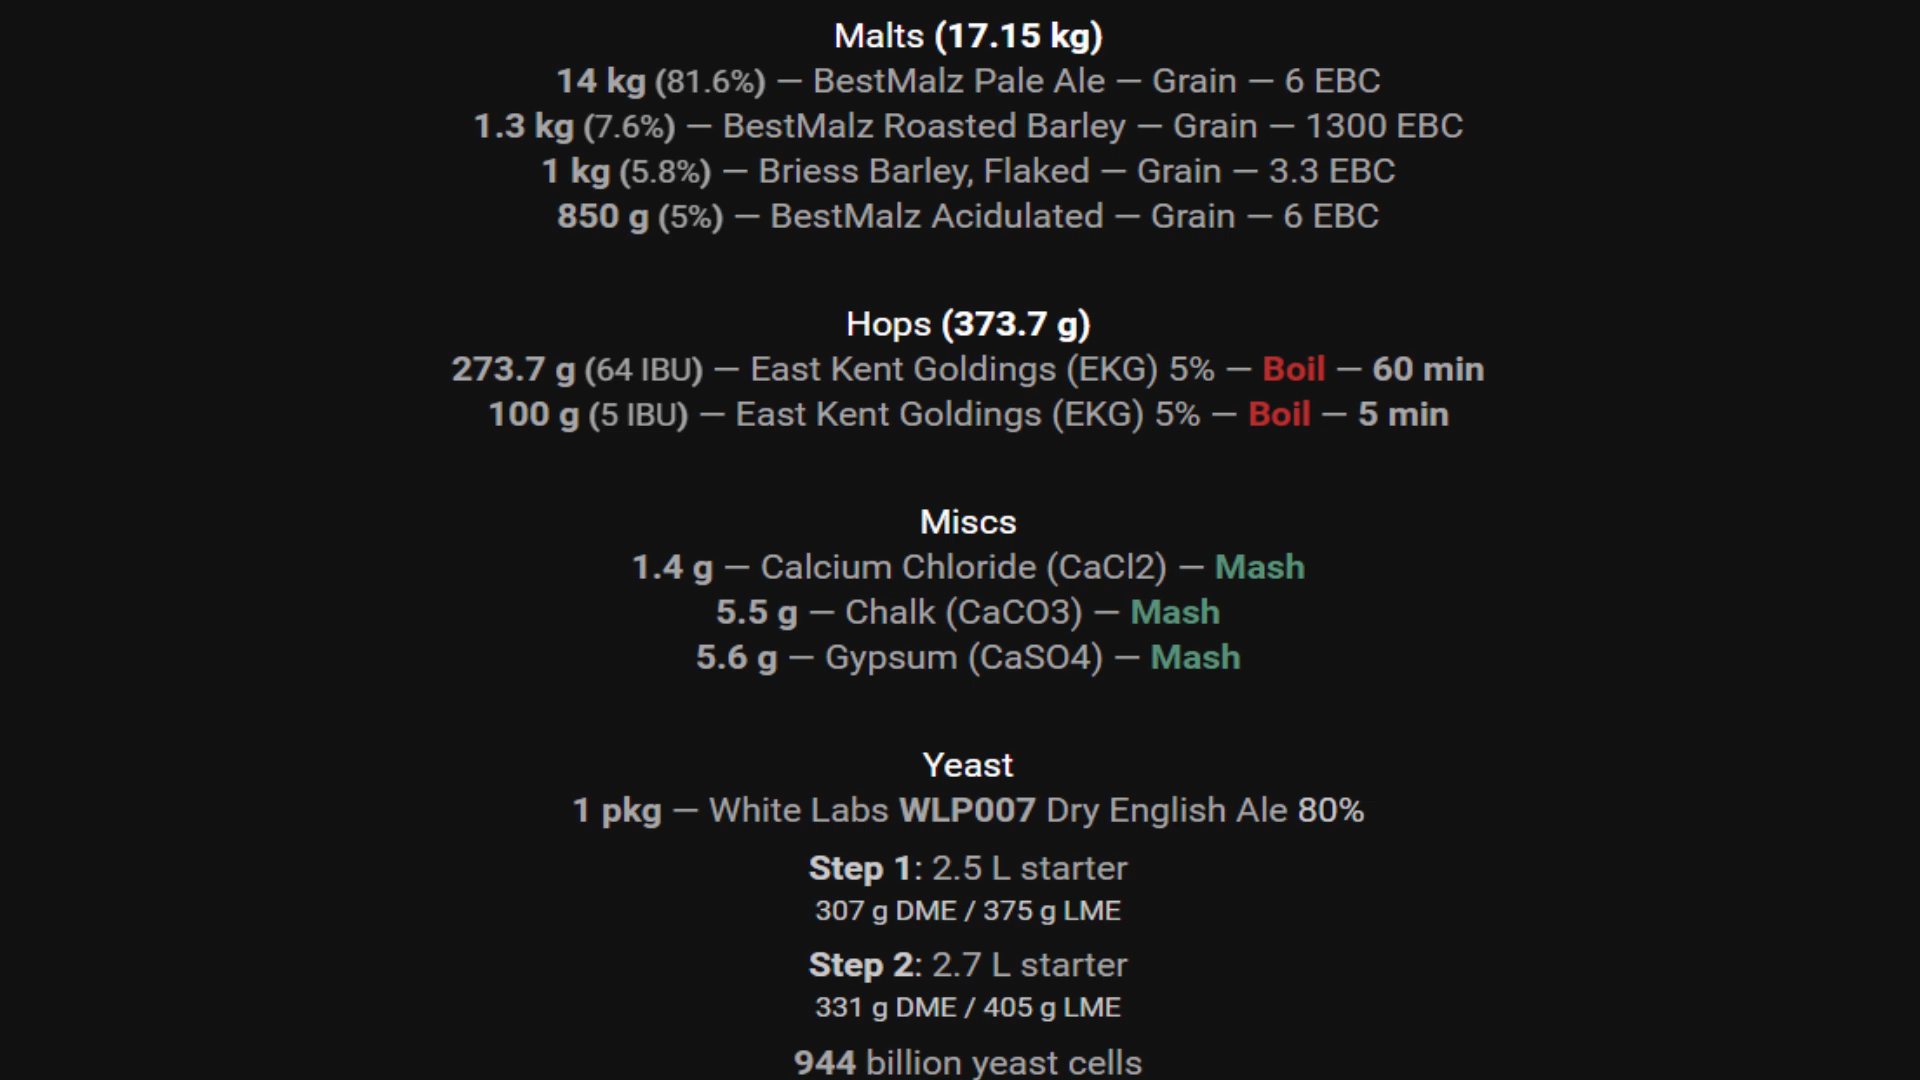 Malts (17.15 kg)
14 kg (81.6%) — BestMalz Pale Ale — Grain — 6 EBC
1.3 kg (7.6%) — BestMalz Roasted Barley — Grain — 1300 EBC
1 kg (5.8%) — Briess Barley, Flaked — Grain — 3.3 EBC
850 g (5%) — BestMalz Acidulated — Grain — 6 EBC
Hops (373.7 g)
273.7 g (64 IBU) — East Kent Goldings (EKG) 5% — Boil — 60 min
100 g (5 IBU) — East Kent Goldings (EKG) 5% — Boil — 5 min
Miscs
1.4 g — Calcium Chloride (CaCl2) — Mash
5.5 g — Chalk (CaCO3) — Mash
5.6 g — Gypsum (CaSO4) — Mash
Yeast
1 pkg — White Labs WLP007 Dry English Ale 80%
Step 1: 2.5 L starter
307 g DME / 375 g LME
Step 2: 2.7 L starter
331 g DME / 405 g LME
944 billion yeast cells